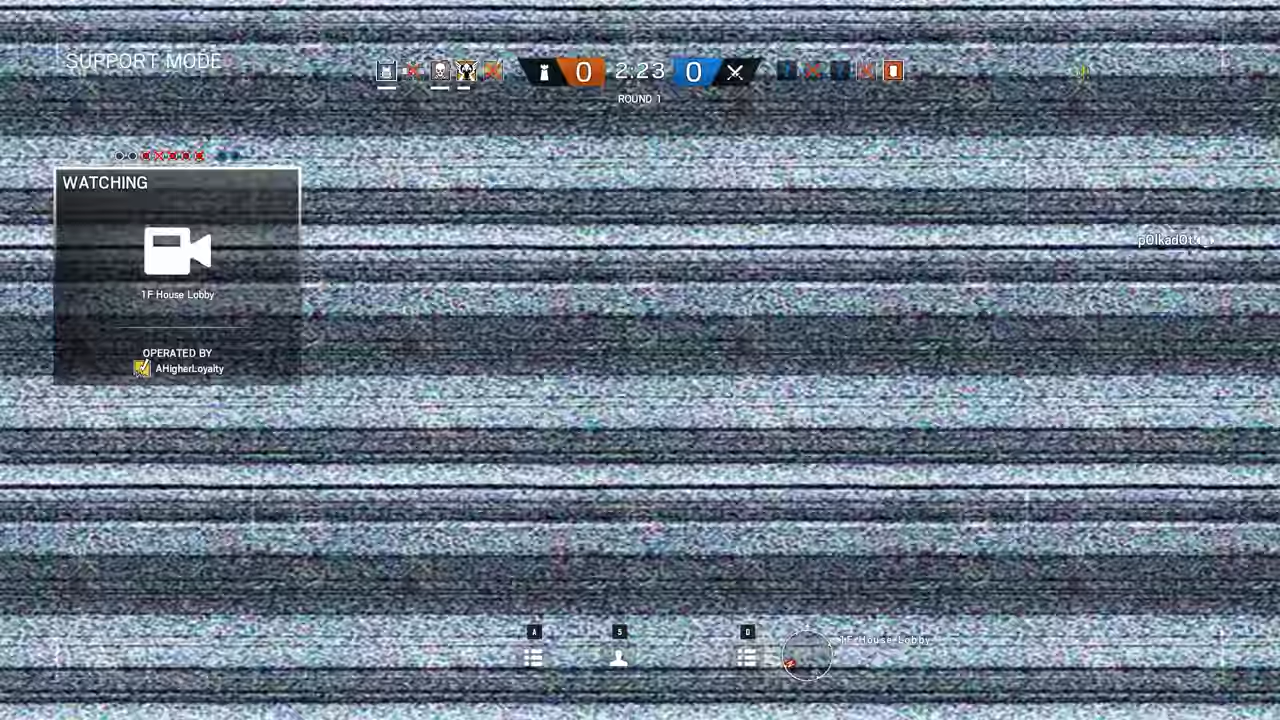 SUPPORT MODE
0 2:23 0
ROUND 1
WATCHING
1F House Lobby
OPERATED BY
AHigherLoyalty
p0lkad0t
A S D
1F House Lobby